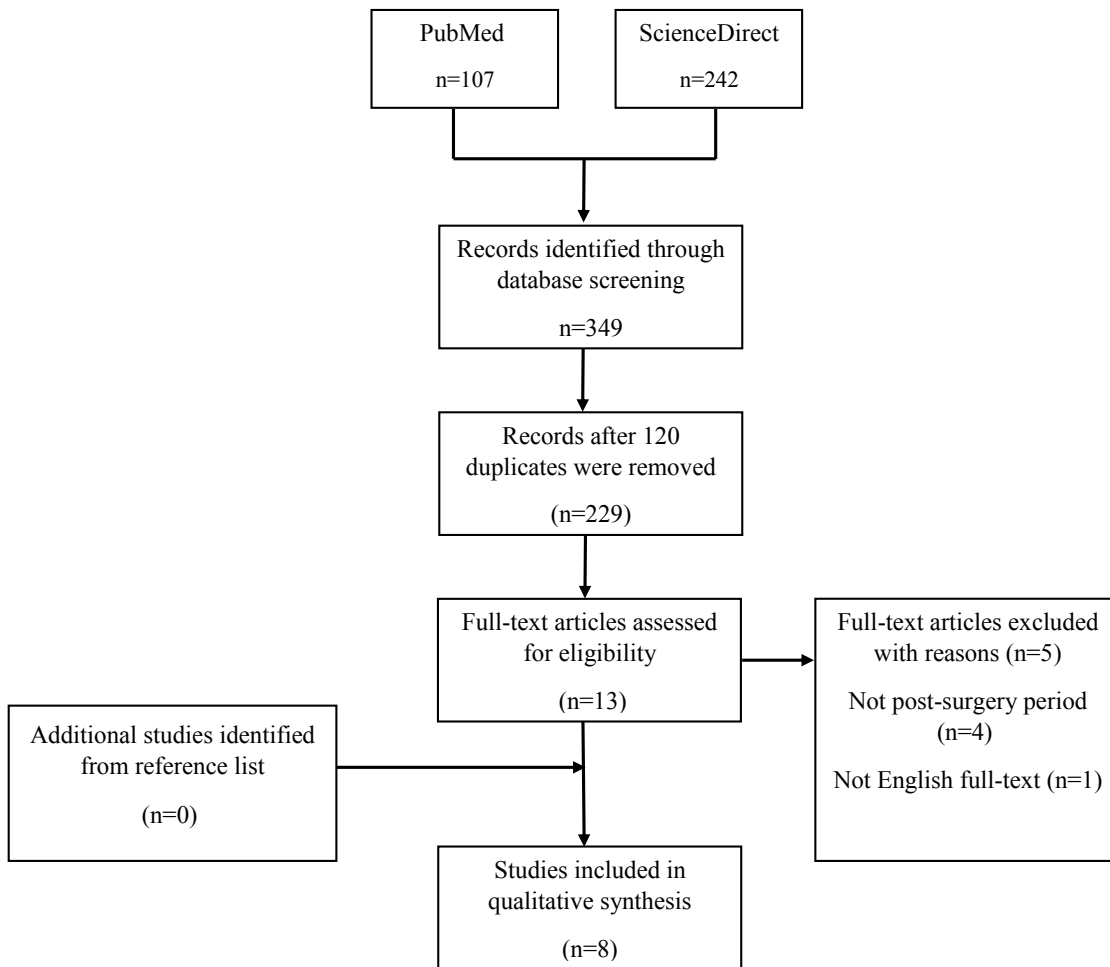 PubMed
n=107
ScienceDirect
n=242
Records identified through
database screening
n=349
Records after 120
duplicates were removed
(n=229)
Full-text articles assessed
for eligibility
(n=13)
Full-text articles excluded
with reasons (n=5)
Not post-surgery period
(n=4)
Not English full-text (n=1)
Additional studies identified
from reference list
(n=0)
Studies included in
qualitative synthesis
(n=8)